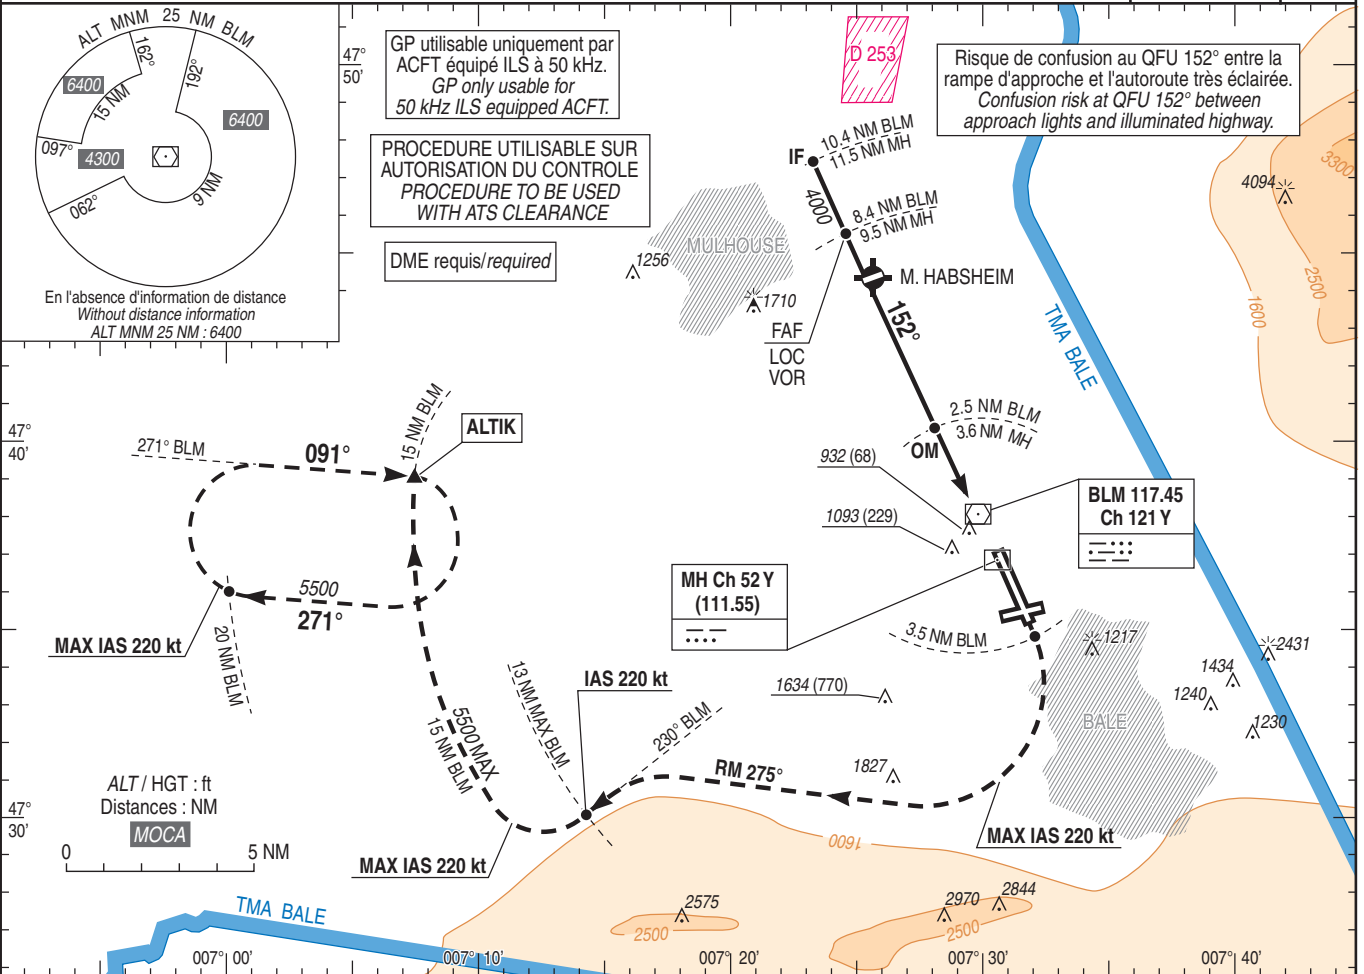 ALT MNM 25 NM BLM
162°
192°
6400
15 NM
6400
097°
4300
062°
9 NM
En l'absence d'information de distance
Without distance information
ALT MNM 25 NM : 6400
47°
50'
GP utilisable uniquement par
ACFT équipé ILS à 50 kHz.
GP only usable for
50 kHz ILS equipped ACFT.
PROCEDURE UTILISABLE SUR
AUTORISATION DU CONTROLE
PROCEDURE TO BE USED
WITH ATS CLEARANCE
DME requis/required
D 253
Risque de confusion au QFU 152° entre la
rampe d'approche et l'autoroute très éclairée.
Confusion risk at QFU 152° between
approach lights and illuminated highway.
IF
10.4 NM BLM
11.5 NM MH
4000
8.4 NM BLM
9.5 NM MH
4094
3300
2500
1600
MULHOUSE
1256
1710
M. HABSHEIM
152°
FAF
LOC
VOR
TMA BALE
47°
40'
271° BLM
091°
15 NM BLM
ALTIK
2.5 NM BLM
3.6 NM MH
OM
932 (68)
1093 (229)
BLM 117.45
Ch 121 Y
MH Ch 52 Y
(111.55)
5500
271°
MAX IAS 220 kt
20 NM BLM
3.5 NM BLM
1217
2431
1434
1240
1230
BALE
13 NM MAX BLM
IAS 220 kt
1634 (770)
5500 MAX
15 NM BLM
230° BLM
RM 275°
1827
ALT / HGT : ft
Distances : NM
MOCA
0 5 NM
47°
30'
MAX IAS 220 kt
MAX IAS 220 kt
1600
TMA BALE
2575
2500
2970
2844
2500
007° 00'
007° 10'
007° 20'
007° 30'
007° 40'